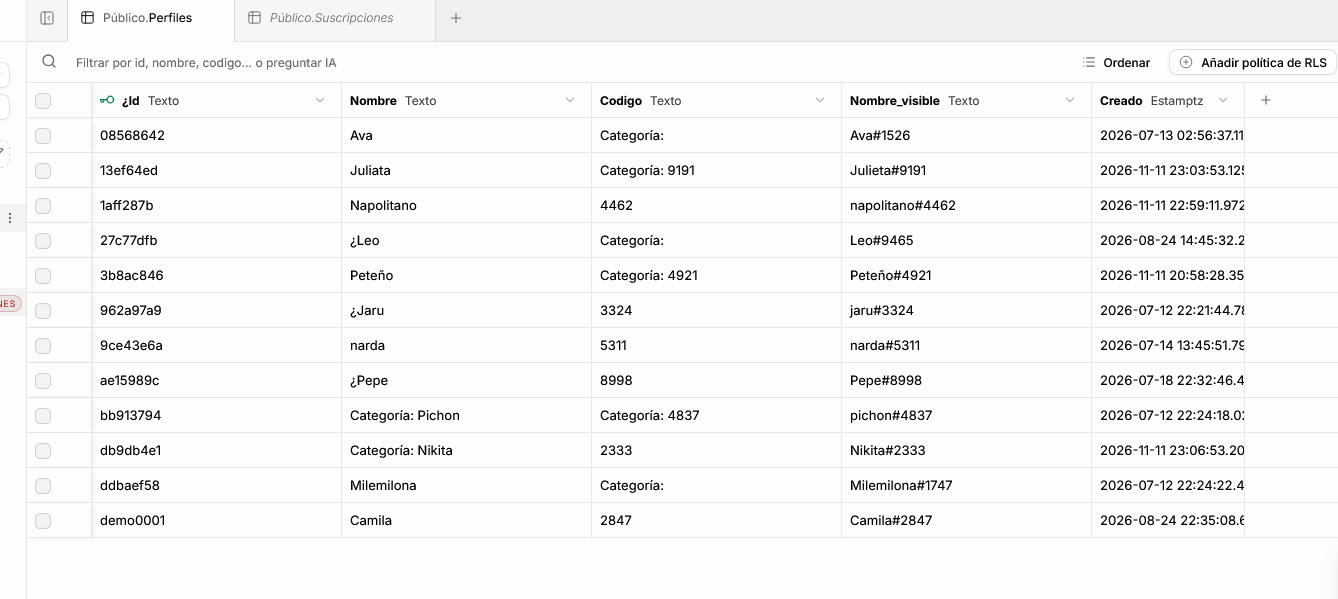 Público.Perfiles
Público.Suscripciones
Filtrar por id, nombre, codigo... o preguntar IA
Ordenar
Añadir política de RLS
¿Id Texto Nombre Texto Codigo Texto Nombre_visible Texto Creado Estamptz
08568642 Ava Categoría: Ava#1526 2026-07-13 02:56:37.11
13ef64ed Juliata Categoría: 9191 Julieta#9191 2026-11-11 23:03:53.125
1aff287b Napolitano 4462 napolitano#4462 2026-11-11 22:59:11.972
27c77dfb ¿Leo Categoría: Leo#9465 2026-08-24 14:45:32.2
3b8ac846 Peteño Categoría: 4921 Peteño#4921 2026-11-11 20:58:28.35
NES
962a97a9 ¿Jaru 3324 jaru#3324 2026-07-12 22:21:44.78
9ce43e6a narda 5311 narda#5311 2026-07-14 13:45:51.79
ae15989c ¿Pepe 8998 Pepe#8998 2026-07-18 22:32:46.4
bb913794 Categoría: Pichon Categoría: 4837 pichon#4837 2026-07-12 22:24:18.02
db9db4e1 Categoría: Nikita 2333 Nikita#2333 2026-11-11 23:06:53.20
ddbaef58 Milemilona Categoría: Milemilona#1747 2026-07-12 22:24:22.4
demo0001 Camila 2847 Camila#2847 2026-08-24 22:35:08.6